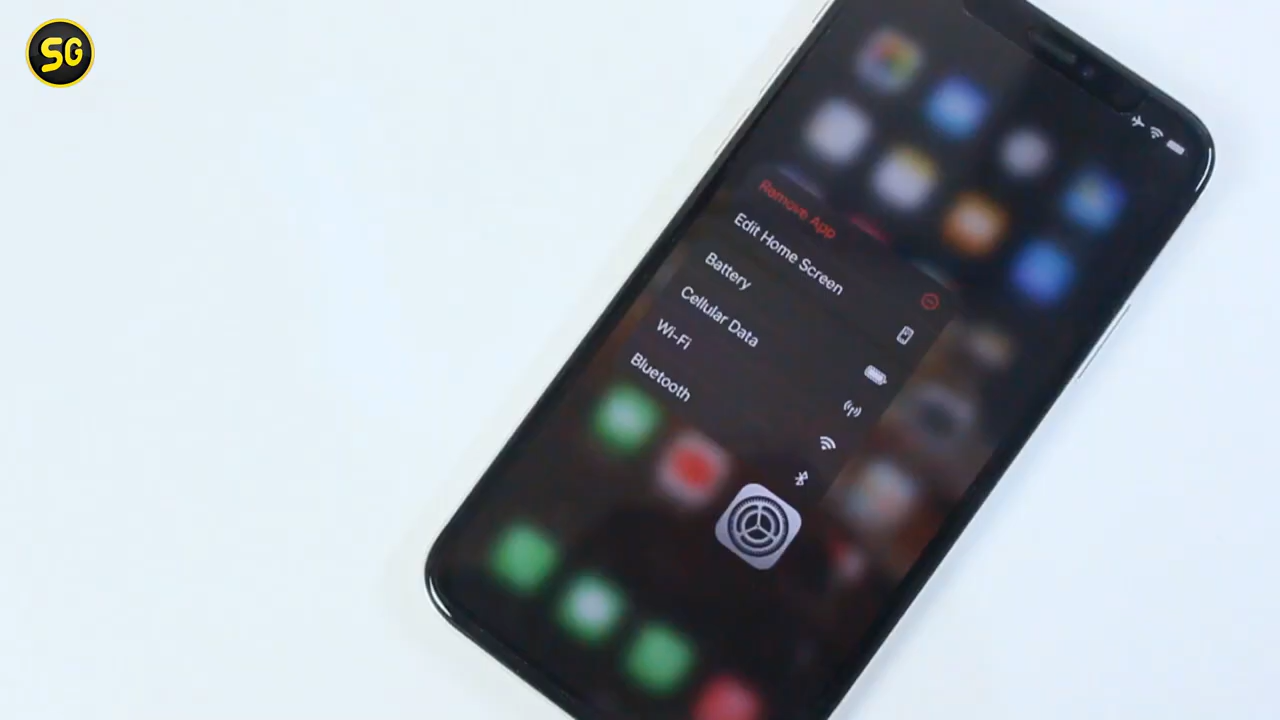 SG
Remove App
Edit Home Screen
Battery
Cellular Data
Wi-Fi
Bluetooth